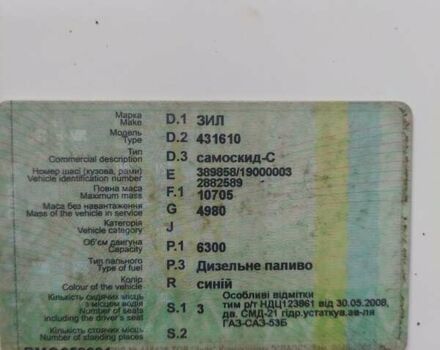 Марка
Make D.1 ЗИЛ
Модель
Type D.2 431610
Тип
Commercial description D.3 самоскид-С
Номер шасі (кузова, рами) E 389858/19000003
Vehicle identification number 2882589
Повна маса
Maximum mass F.1 10705
Маса без навантаження
Mass of the vehicle in service G 4980
Категорія
Vehicle category J
Об'єм двигуна
Capacity P.1 6300
Тип пального
Type of fuel P.3 Дизельне паливо
Колір
Colour of the vehicle R синій
Кількість сидячих місць
з місцем водія
Number of seats
including the driver's seat S.1 3
Особливі відмітки
тим р/т НДЦ123861 від 30.05.2008,
дв. СМД-21 гідр.устаткув.ав-ля
ГАЗ-САЗ-53Б
Кількість стоячих місць
Number of standing places S.2